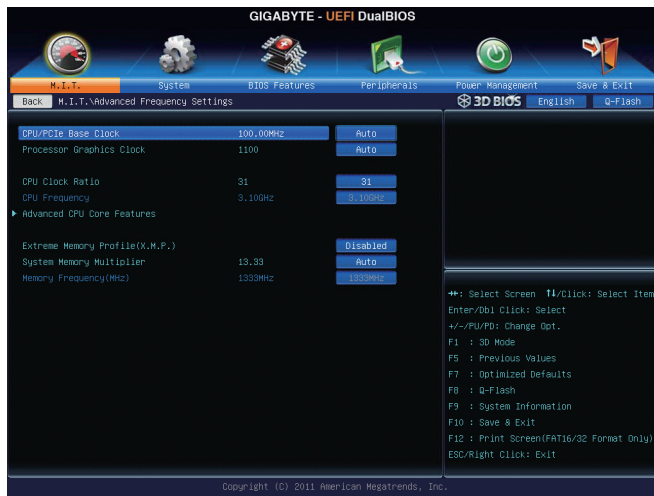 GIGABYTE - UEFI DualBIOS
M.I.T. System BIOS Features Peripherals Power Management Save & Exit
Back M.I.T.\Advanced Frequency Settings 3D BIOS English Q-Flash
CPU/PCIe Base Clock 100.00MHz Auto
Processor Graphics Clock 1100 Auto
CPU Clock Ratio 31 31
CPU Frequency 3.10GHz 3.10GHz
Advanced CPU Core Features
Extreme Memory Profile(X.M.P.) Disabled
System Memory Multiplier 13.33 Auto
Memory Frequency(MHz) 1333MHz 1333MHz
→←: Select Screen ↑↓/Click: Select Item
Enter/Dbl Click: Select
+/-/PU/PD: Change Opt.
F1 : 3D Mode
F5 : Previous Values
F7 : Optimized Defaults
F8 : Q-Flash
F9 : System Information
F10 : Save & Exit
F12 : Print Screen(FAT16/32 Format Only)
ESC/Right Click: Exit
Copyright (C) 2011 American Megatrends, Inc.